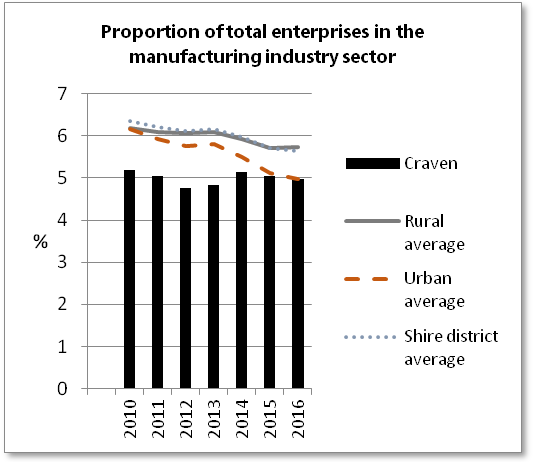 Proportion of total enterprises in the
manufacturing industry sector
7
6
5
4
3
2
1
0
%
2010
2011
2012
2013
2014
2015
2016
Craven
Rural
average
Urban
average
Shire district
average